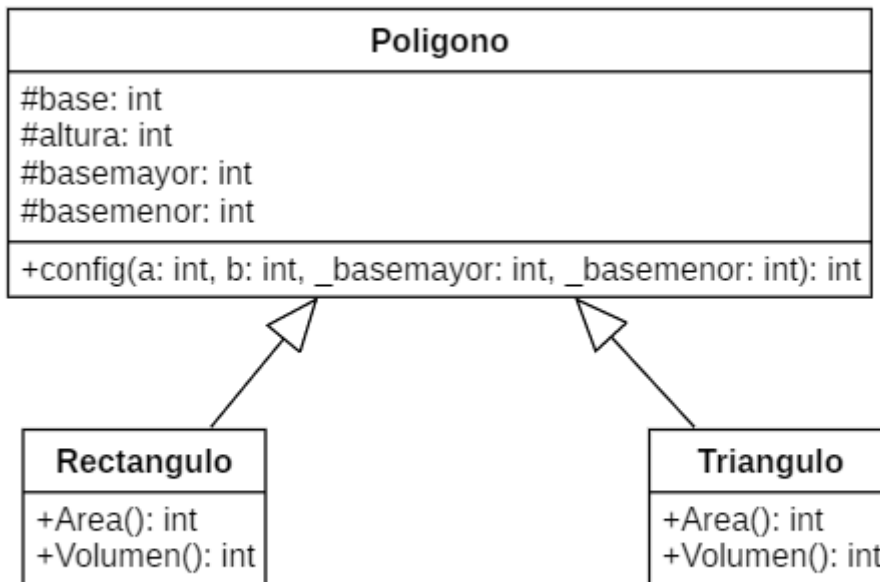 Poligono
#base: int
#altura: int
#basemayor: int
#basemenor: int
+config(a: int, b: int, _basemayor: int, _basemenor: int): int
Rectangulo
+Area(): int
+Volumen(): int
Triangulo
+Area(): int
+Volumen(): int